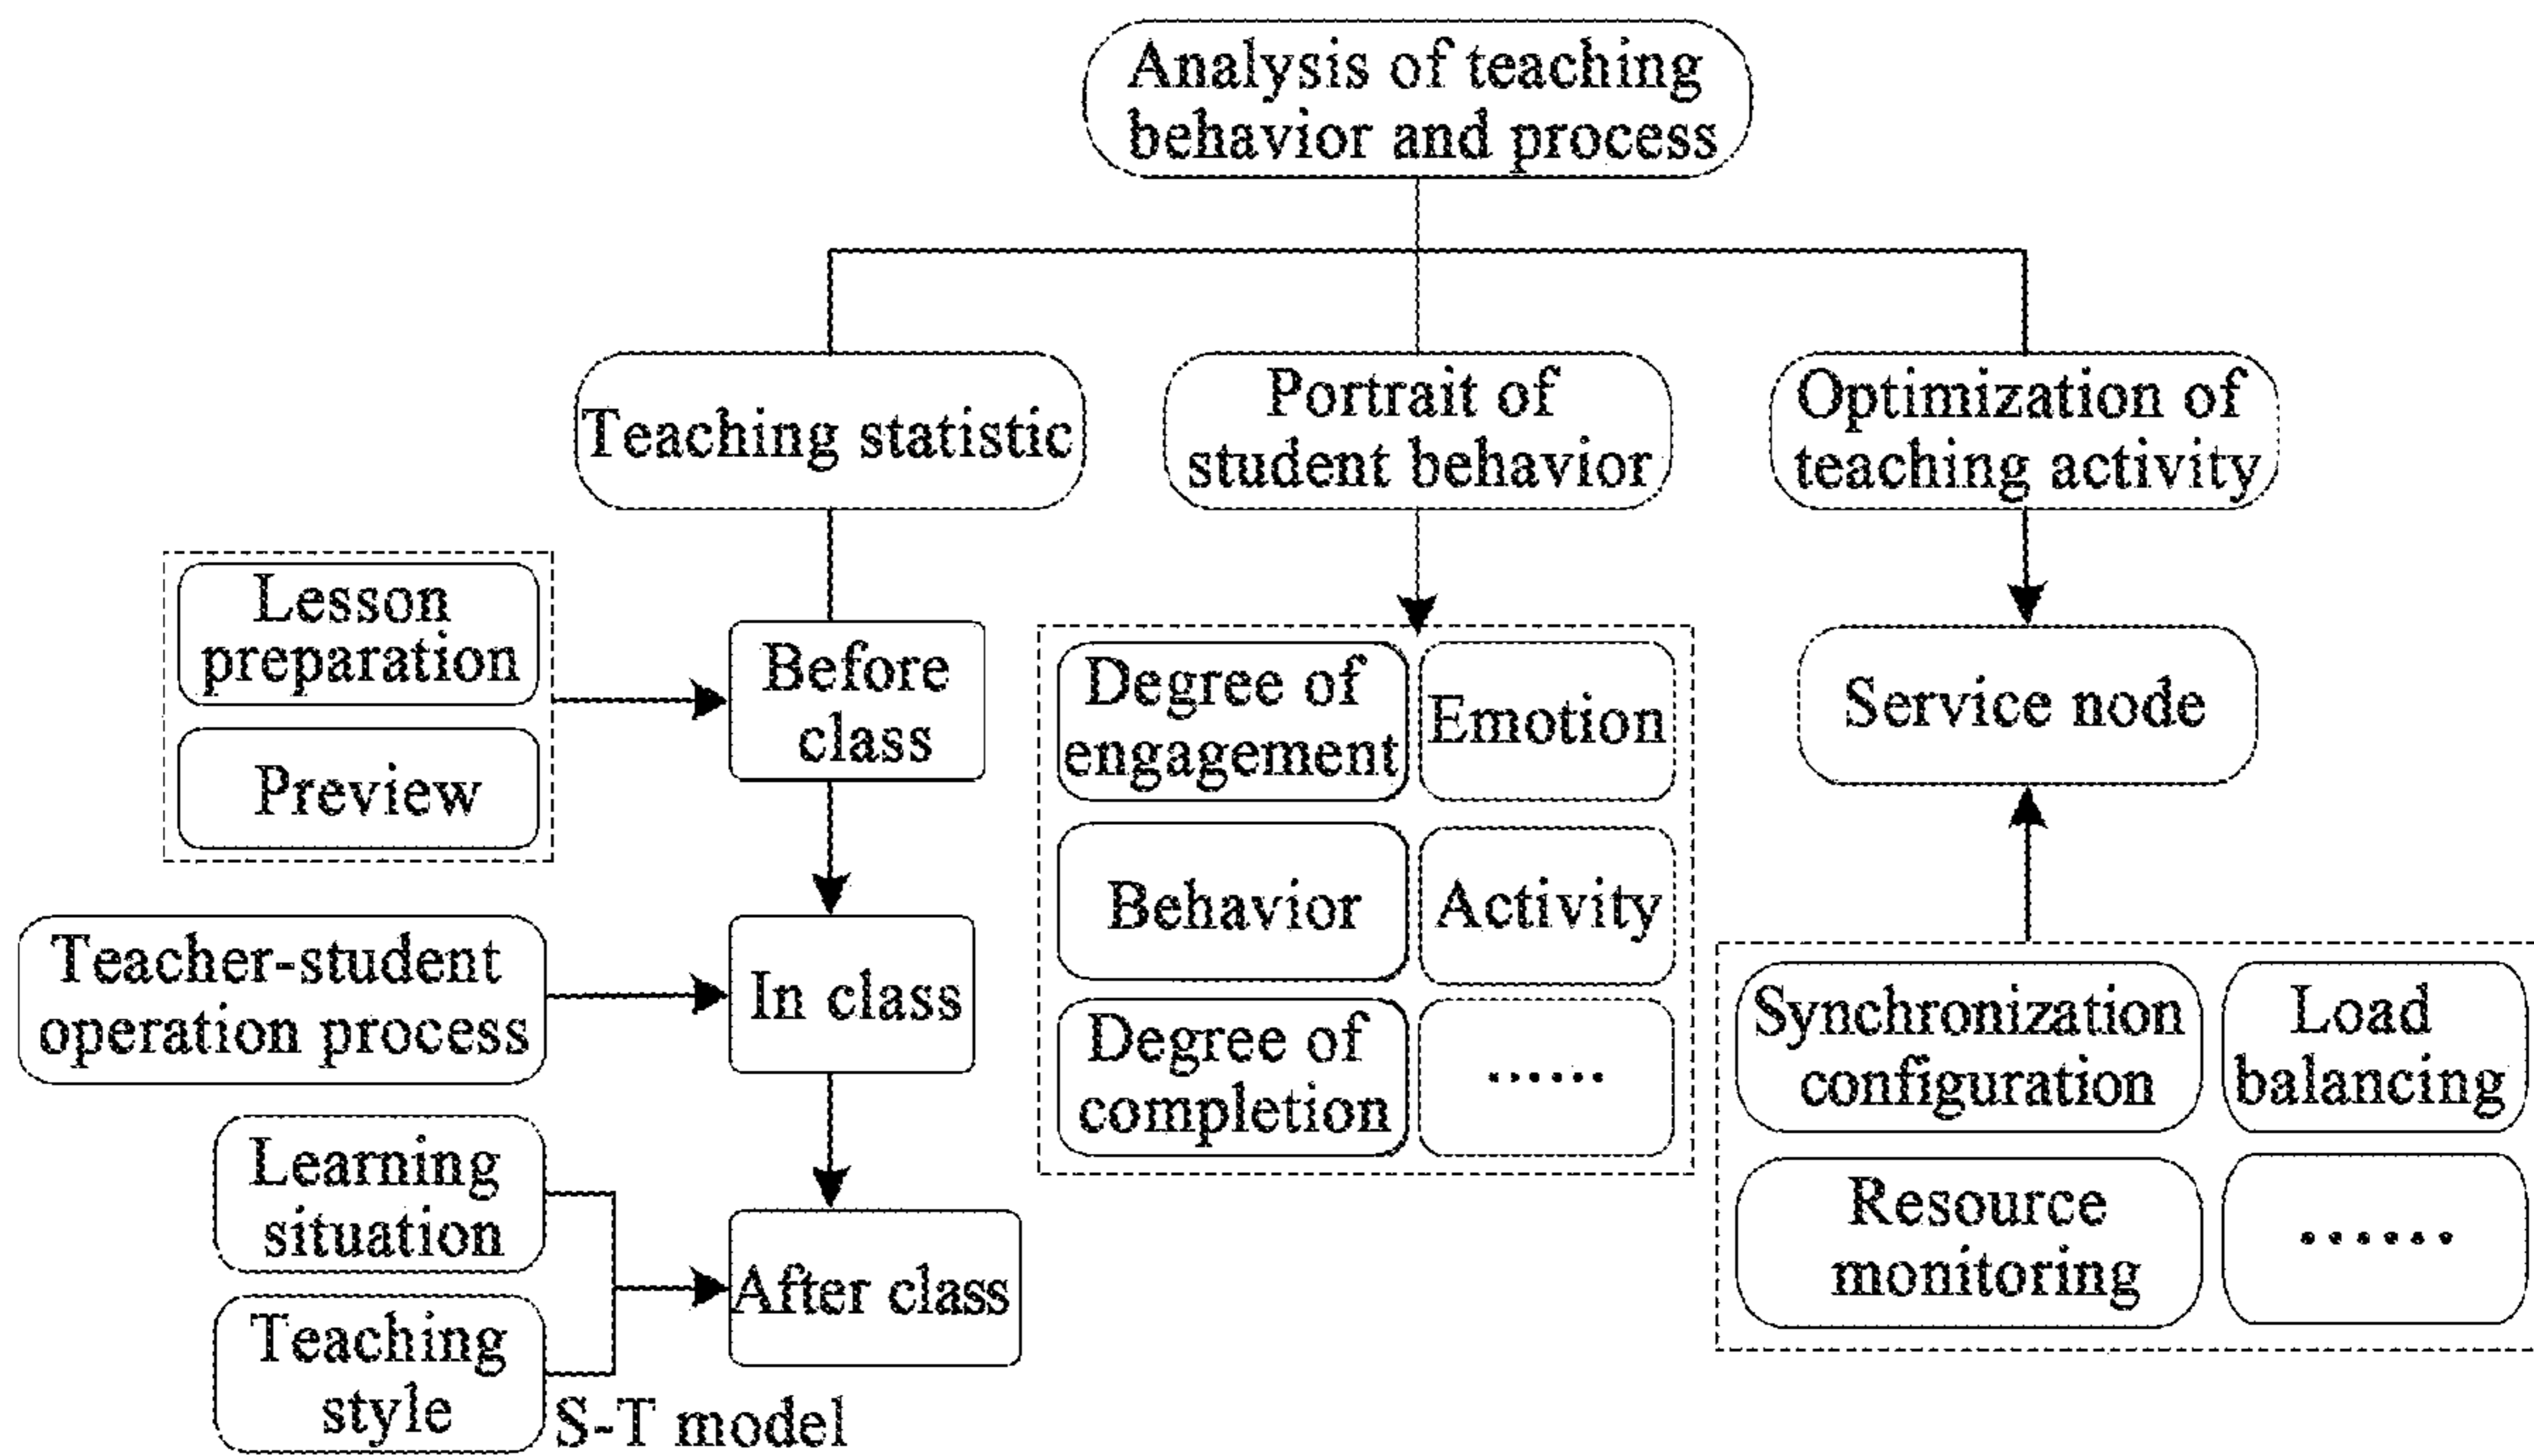 Analysis of teaching
behavior and process
Teaching statistic
Portrait of
student behavior
Optimization of
teaching activity
Lesson
preparation
Preview
Before
class
Degree of
engagement
Emotion
Service node
Behavior
Activity
Teacher-student
operation process
In class
Degree of
completion
······
Synchronization
configuration
Load
balancing
Learning
situation
Resource
monitoring
······
After class
Teaching
style
S-T model